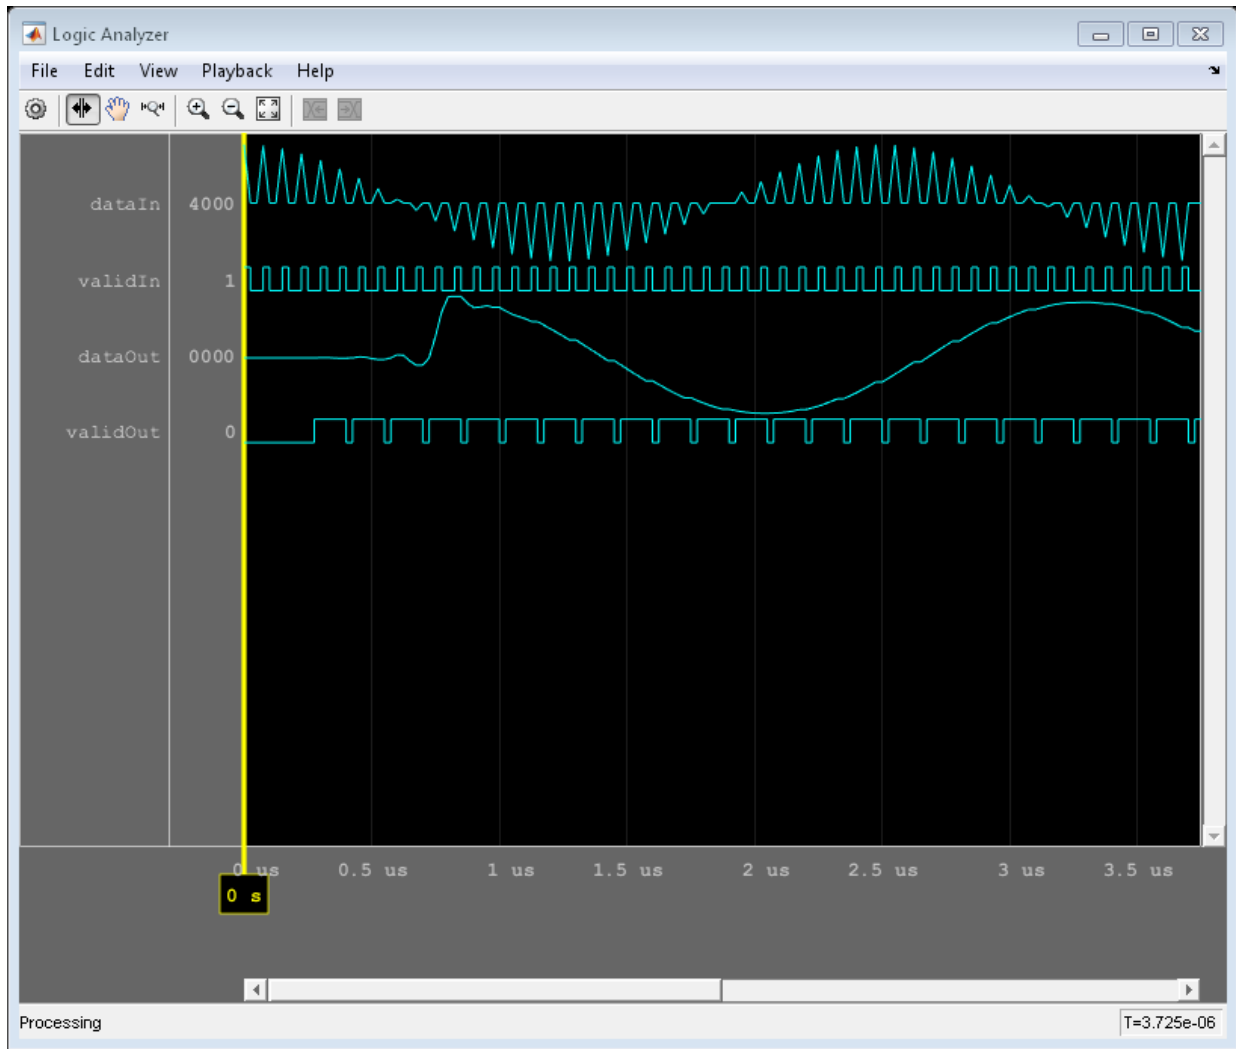 Logic Analyzer
File Edit View Playback Help
dataIn 4000
validIn 1
dataOut 0000
validOut 0
0 us 0.5 us 1 us 1.5 us 2 us 2.5 us 3 us 3.5 us
0 s
Processing T=3.725e-06